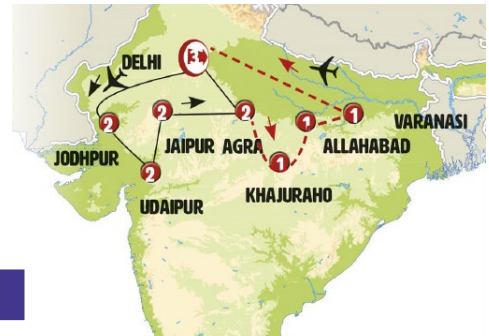 DELHI
3
2
2
2
1
1
VARANASI
JODHPUR
JAIPUR AGRA
ALLAHABAD
2
1
UDAIPUR
KHAJURAHO